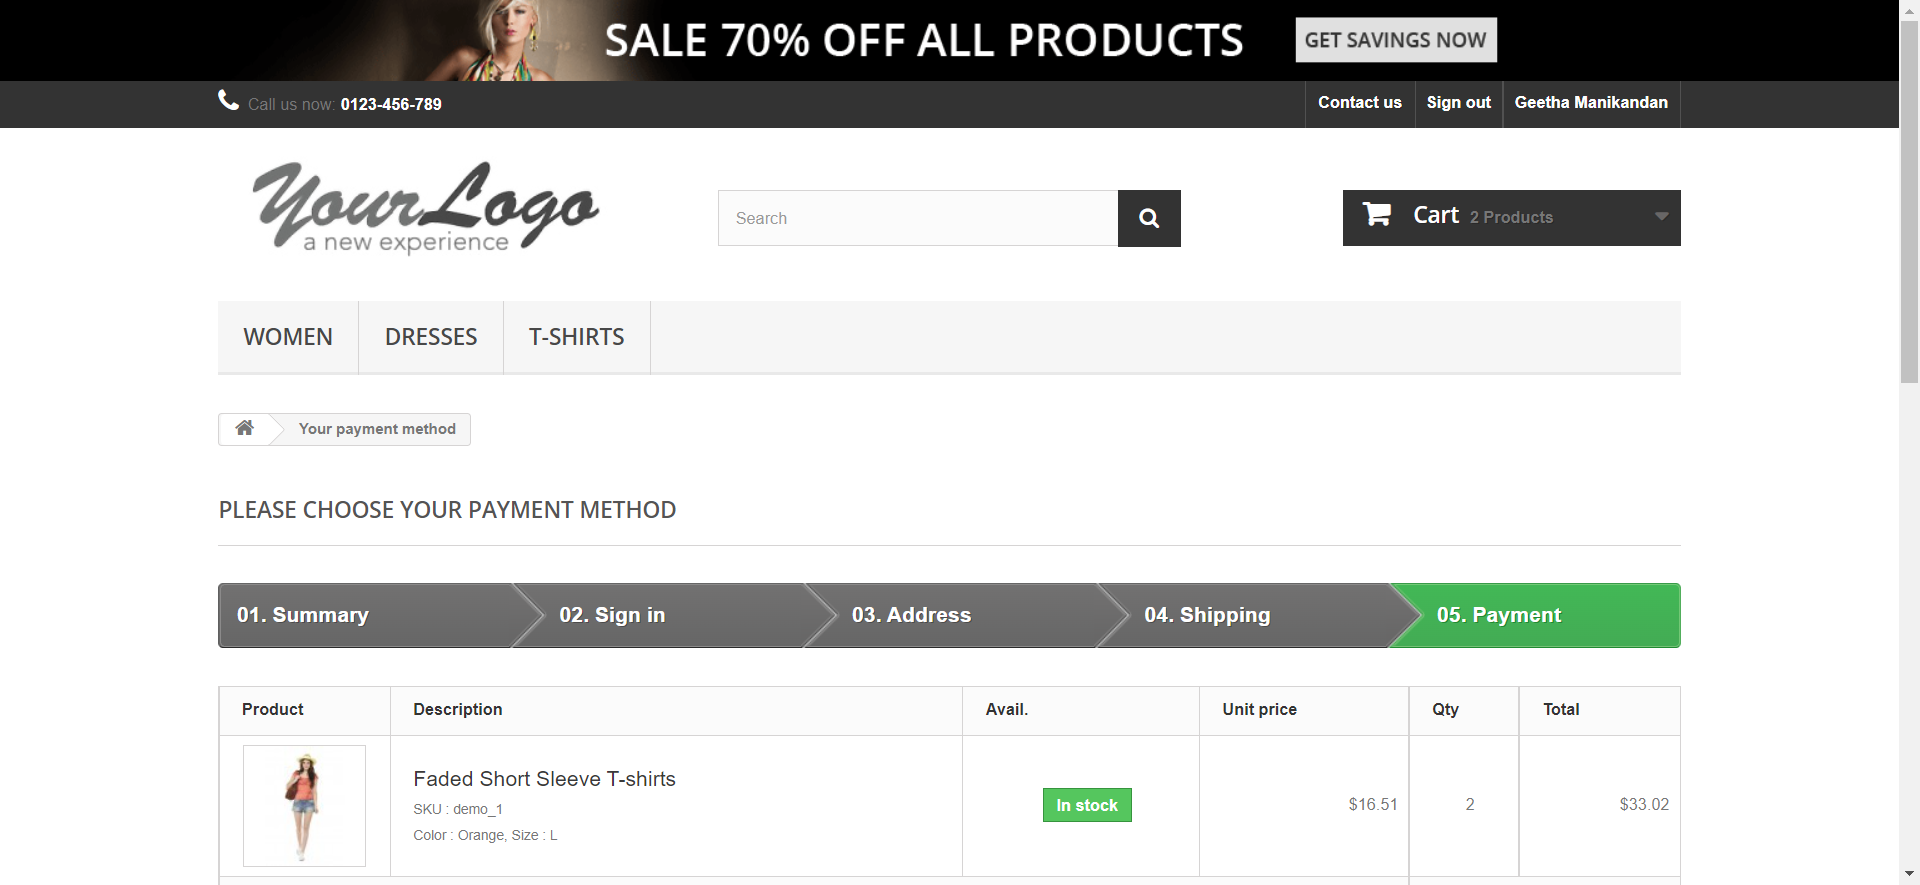 SALE 70% OFF ALL PRODUCTS
GET SAVINGS NOW
Call us now: 0123-456-789
Contact us
Sign out
Geetha Manikandan
Your Logo
a new experience
Search
Cart 2 Products
WOMEN
DRESSES
T-SHIRTS
Your payment method
PLEASE CHOOSE YOUR PAYMENT METHOD
01. Summary
02. Sign in
03. Address
04. Shipping
05. Payment
Product
Description
Avail.
Unit price
Qty
Total
Faded Short Sleeve T-shirts
SKU : demo_1
Color : Orange, Size : L
In stock
$16.51
2
$33.02